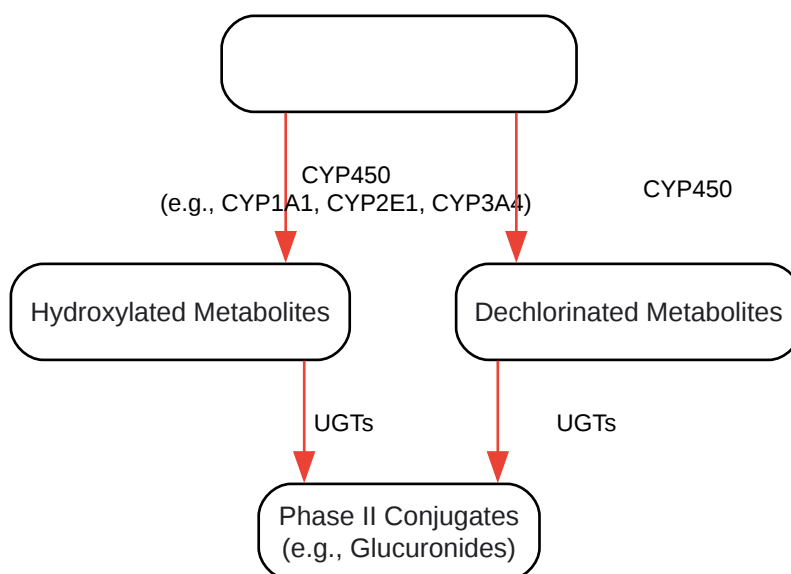 CYP450
(e.g., CYP1A1, CYP2E1, CYP3A4)
CYP450
Hydroxylated Metabolites
Dechlorinated Metabolites
UGTs
UGTs
Phase II Conjugates
(e.g., Glucuronides)